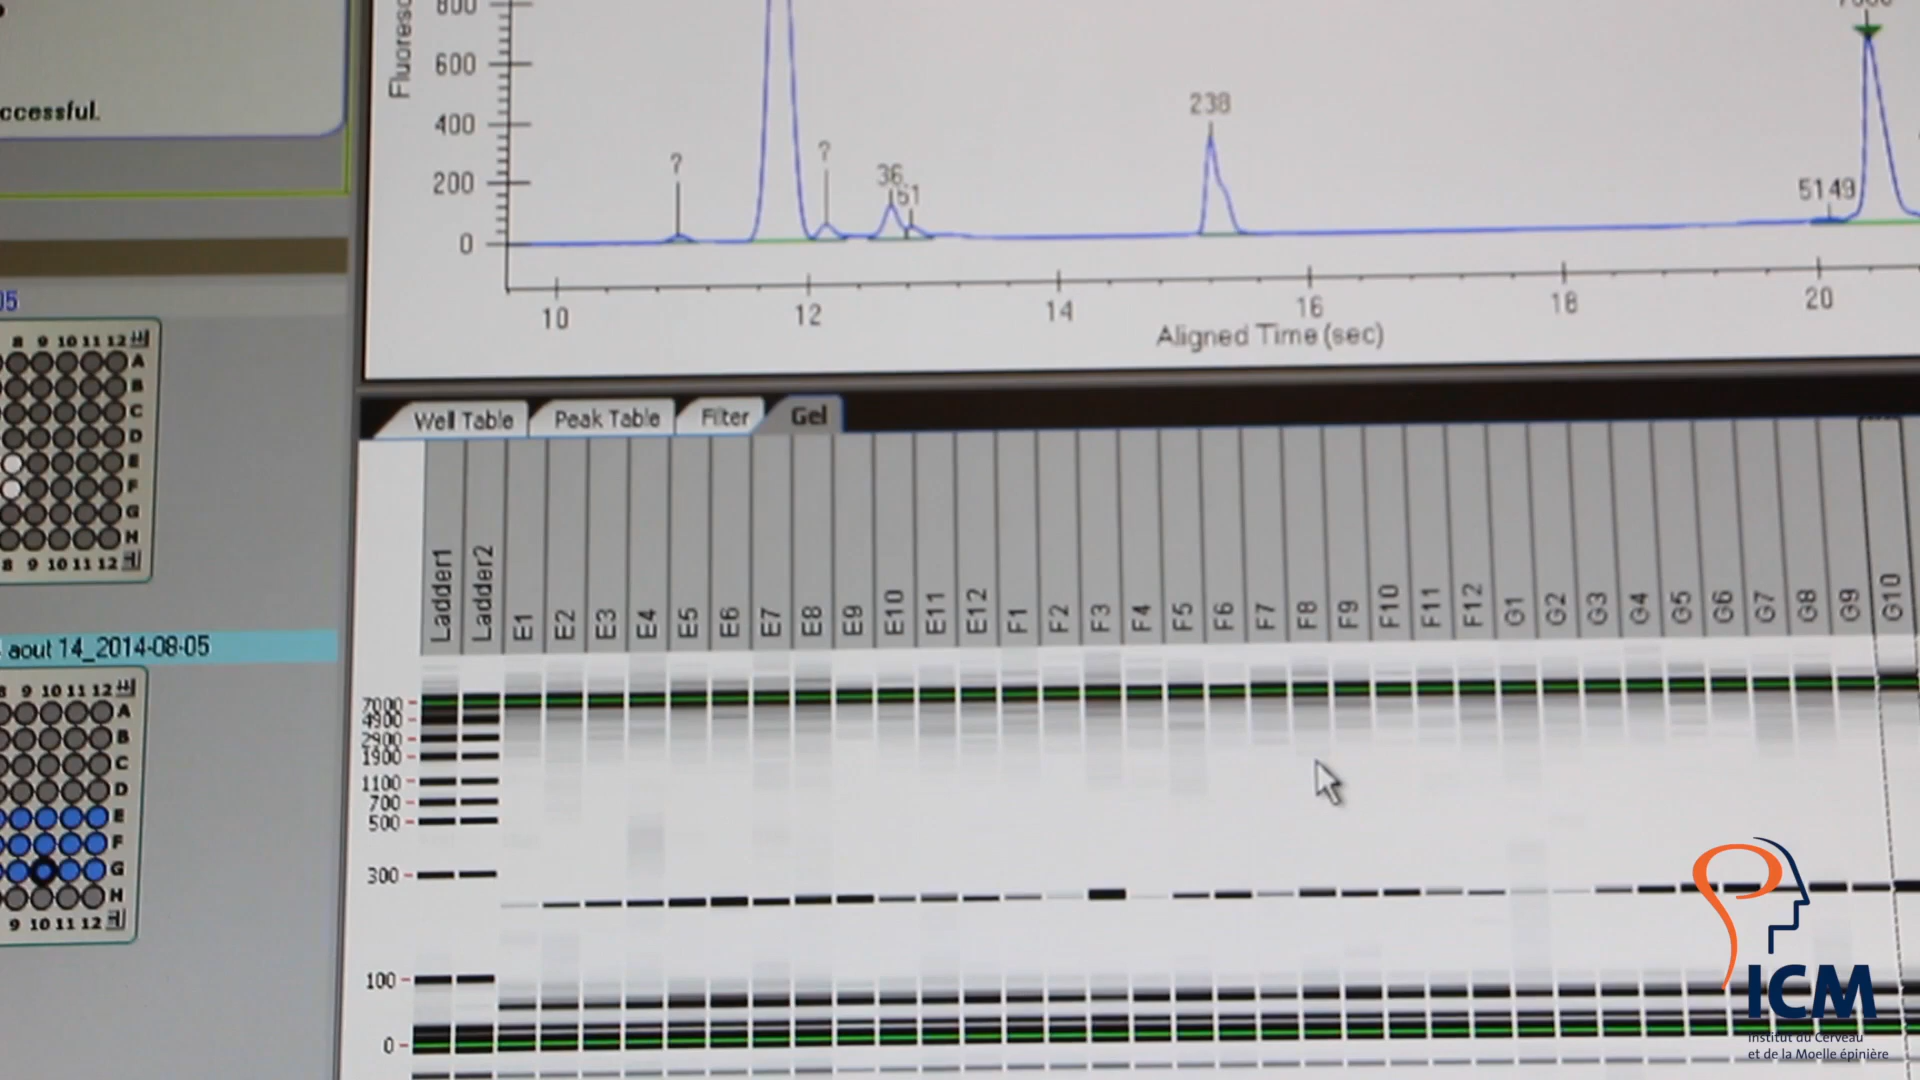 800
600
400
200
0
Fluoresc
?
?
36
61
238
5149
10
12
14
16
18
20
Aligned Time (sec)
ccessful.
05
8 9 10 11 12
A
B
C
D
E
F
G
H
8 9 10 11 12
aout 14_2014-08-05
9 10 11 12
A
B
C
D
E
F
G
H
9 10 11 12
Well Table
Peak Table
Filter
Gel
Ladder1
Ladder2
E1
E2
E3
E4
E5
E6
E7
E8
E9
E10
E11
E12
F1
F2
F3
F4
F5
F6
F7
F8
F9
F10
F11
F12
G1
G2
G3
G4
G5
G6
G7
G8
G9
G10
7000
4900
2900
1900
1100
700
500
300
100
0
ICM
Institut du Cerveau
et de la Moelle épinière